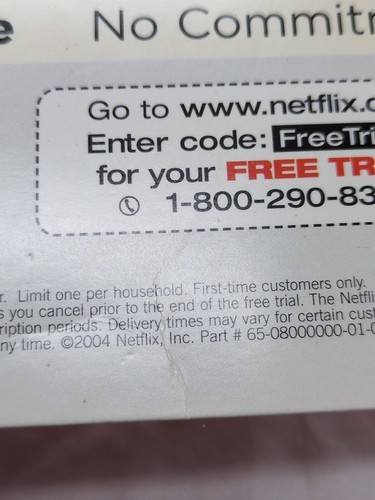 e No Commitm
Go to www.netflix.c
Enter code: FreeTri
for your FREE TR
1-800-290-83
r. Limit one per household. First-time customers only.
s you cancel prior to the end of the free trial. The Netfli
ription periods. Delivery times may vary for certain cust
ny time. ©2004 Netflix, Inc. Part # 65-08000000-01-0